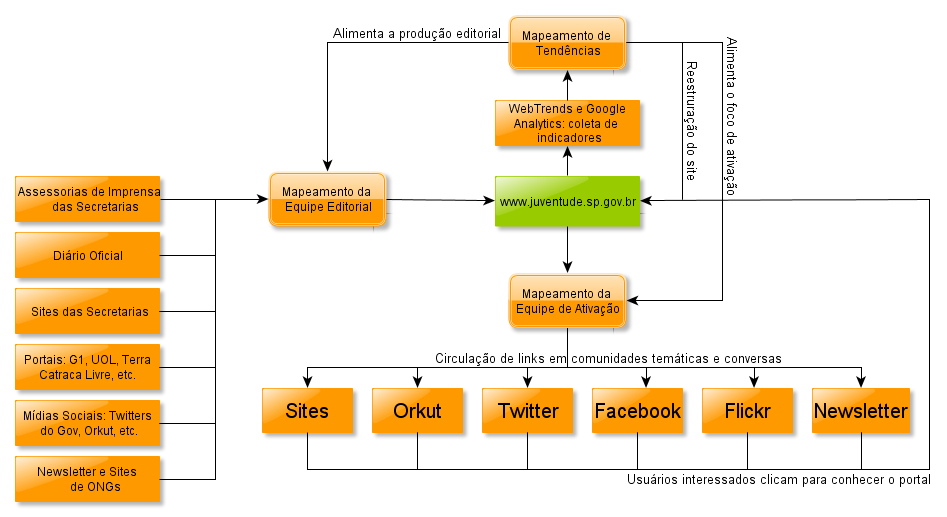 Alimenta a produção editorial
Mapeamento de
Tendências
Alimenta o foco de ativação
Reestruração do site
WebTrends e Google
Analytics: coleta de
indicadores
Assessorias de Imprensa
das Secretarias
Mapeamento da
Equipe Editorial
www.juventude.sp.gov.br
Diário Oficial
Sites das Secretarias
Mapeamento da
Equipe de Ativação
Portais: G1, UOL, Terra
Catraca Livre, etc.
Circulação de links em comunidades temáticas e conversas
Mídias Sociais: Twitters
do Gov, Orkut, etc.
Sites
Orkut
Twitter
Facebook
Flickr
Newsletter
Newsletter e Sites
de ONGs
Usuários interessados clicam para conhecer o portal